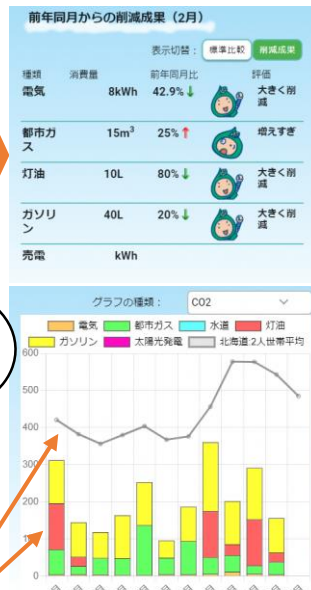 前年同月からの削減成果（2月）
表示切替： 標準比較 削減成果
種類 消費量 前年同月比 評価
電気 8kWh 42.9%↓ 大きく削減
都市ガス 15m³ 25%↑ 増えすぎ
灯油 10L 80%↓ 大きく削減
ガソリン 40L 20%↓ 大きく削減
売電 kWh
グラフの種類： CO2
電気 都市ガス 水道 灯油
ガソリン 太陽光発電 北海道:2人世帯平均
600
500
400
300
200
100
0